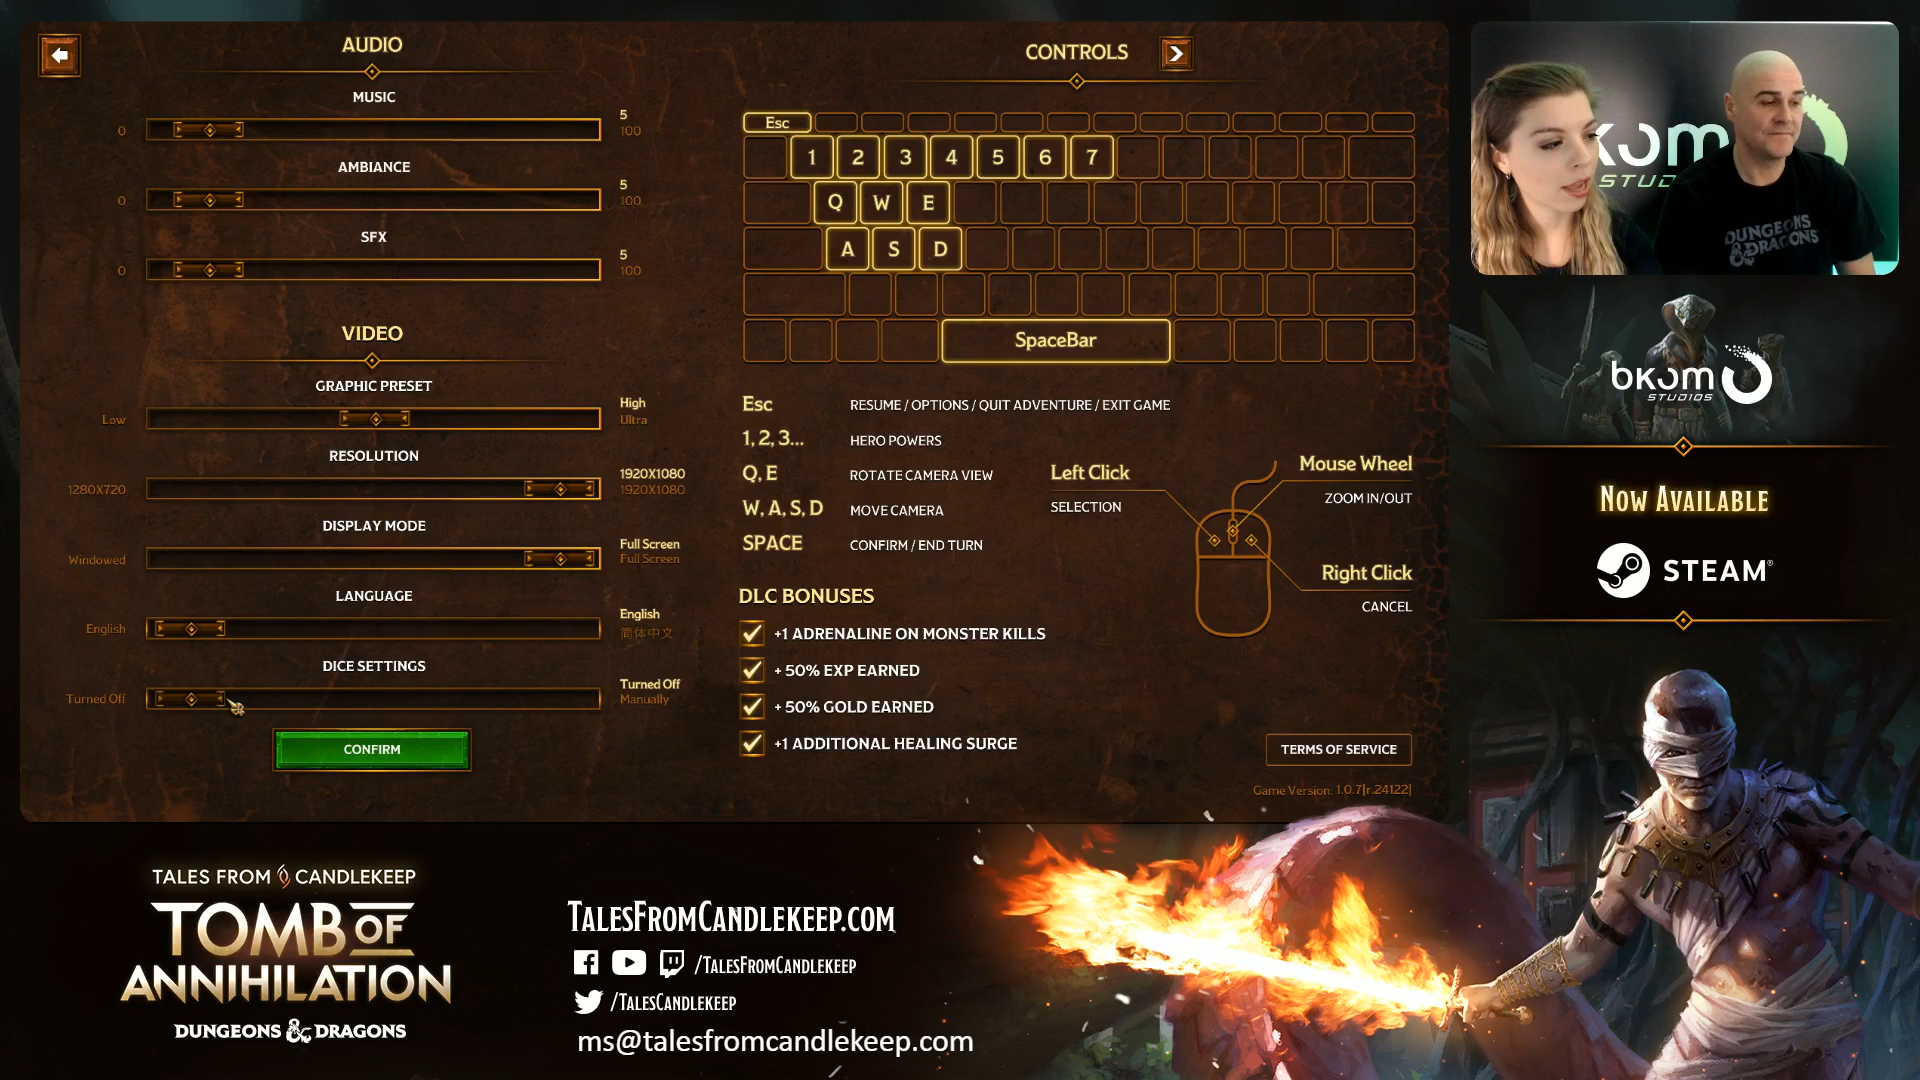 AUDIO
MUSIC
0
5
100
AMBIANCE
0
5
100
SFX
0
5
100
VIDEO
GRAPHIC PRESET
Low
High
Ultra
RESOLUTION
1280X720
1920X1080
1920X1080
DISPLAY MODE
Windowed
Full Screen
Full Screen
LANGUAGE
English
English
简体中文
DICE SETTINGS
Turned Off
Turned Off
Manually
CONFIRM
CONTROLS
Esc
1 2 3 4 5 6 7
Q W E
A S D
SpaceBar
Esc RESUME / OPTIONS / QUIT ADVENTURE / EXIT GAME
1, 2, 3... HERO POWERS
Q, E ROTATE CAMERA VIEW
W, A, S, D MOVE CAMERA
SPACE CONFIRM / END TURN
Left Click
SELECTION
Mouse Wheel
ZOOM IN/OUT
Right Click
CANCEL
DLC BONUSES
+1 ADRENALINE ON MONSTER KILLS
+ 50% EXP EARNED
+ 50% GOLD EARNED
+1 ADDITIONAL HEALING SURGE
TERMS OF SERVICE
Game Version: 1.0.7|r.24122|
DUNGEONS
& DRAGONS
bkom
STUDIOS
NOW AVAILABLE
STEAM®
TALES FROM CANDLEKEEP
TOMB OF
ANNIHILATION
DUNGEONS & DRAGONS
TALESFROMCANDLEKEEP.COM
/TALESFROMCANDLEKEEP
/TALESCANDLEKEEP
ms@talesfromcandlekeep.com